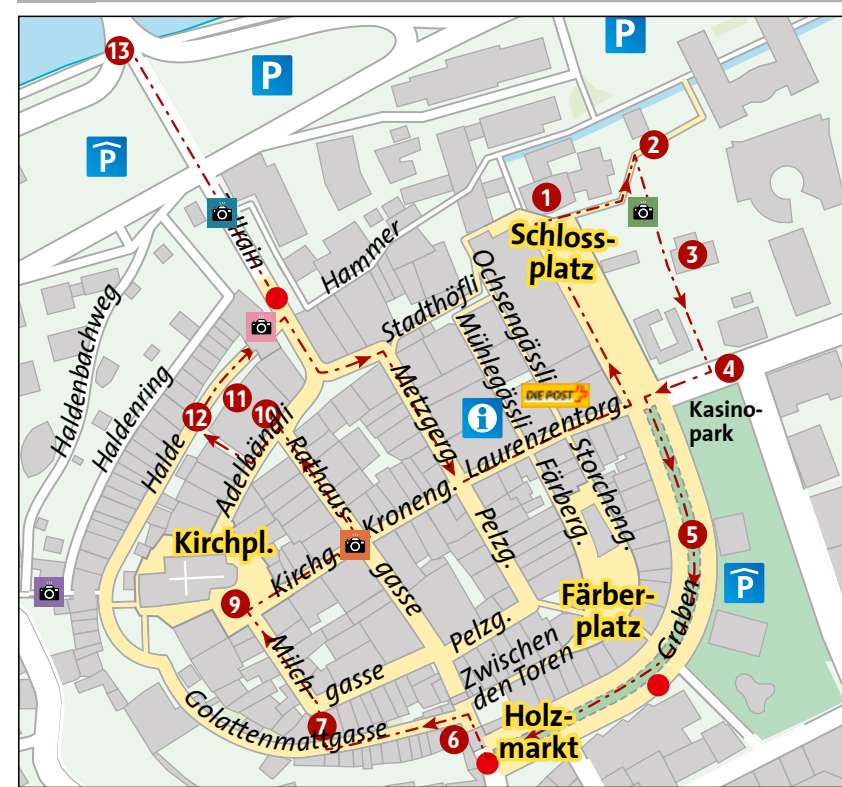 13
P
P
P
2
1
Schloss-
platz
3
llrain
Hammer
Ochsengässli
Stadthöfli
Mühlegässli
Haldenbachweg
Haldenring
4
Kasino-
park
DIE POST
i
Metzgerg.
Laurenzentorg.
11
10
12
Halde
Adelbändli
Rathaus
gasse
Kroneng.
Färberg.
Storcheng.
Pelzg.
5
Kirchpl.
Kirchg.
9
P
Färber-
platz
Graben
Milch
gasse
Pelzg.
Zwischen
den Toren
Golattenmattgasse
7
6
Holz-
markt